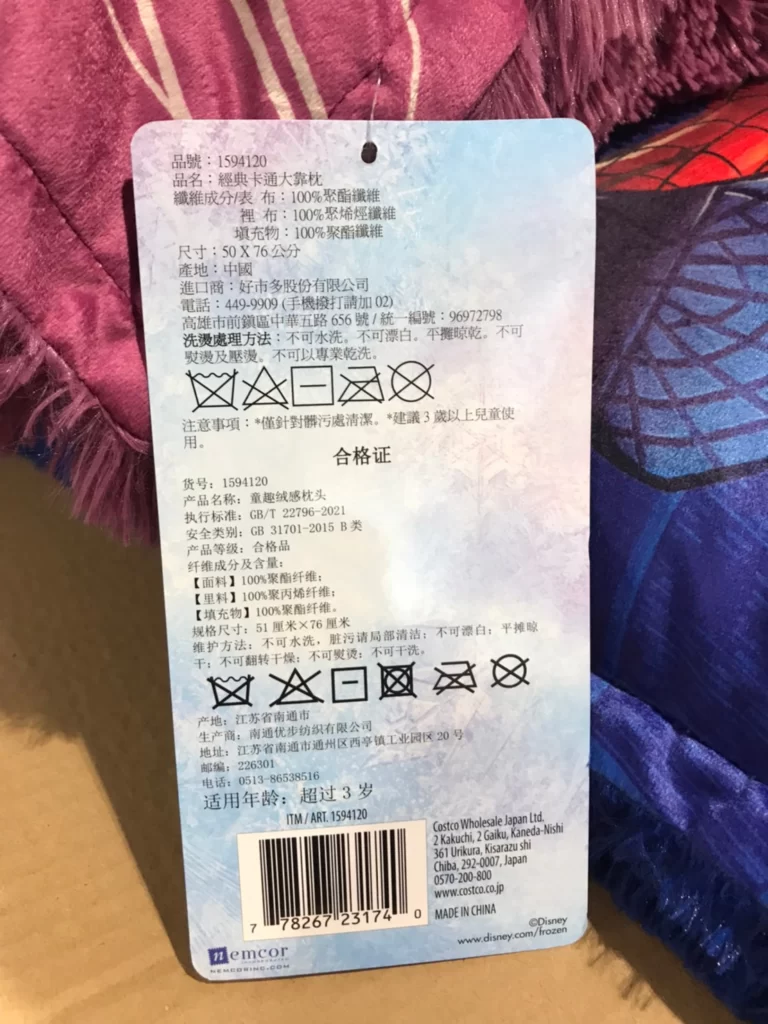 品號：1594120
品名：經典卡通大靠枕
纖維成分/表 布：100%聚酯纖維
裡 布：100%聚烯烴纖維
填充物：100%聚酯纖維
尺寸：50 X 76 公分
產地：中國
進口商：好市多股份有限公司
電話：449-9909 (手機撥打請加 02)
高雄市前鎮區中華五路 656 號 / 統一編號：96972798
洗燙處理方法：不可水洗。不可漂白。平攤晾乾。不可
熨燙及壓燙。不可以專業乾洗。
注意事項：*僅針對髒污處清潔。*建議 3 歲以上兒童使
用。
合格证
货号：1594120
产品名称：童趣绒感枕头
执行标准：GB/T 22796-2021
安全类别：GB 31701-2015 B 类
产品等级：合格品
纤维成分及含量：
【面料】100%聚酯纤维；
【里料】100%聚丙烯纤维；
【填充物】100%聚酯纤维。
规格尺寸：51 厘米×76 厘米
维护方法：不可水洗，脏污请局部清洁；不可漂白；平摊晾
干；不可翻转干燥；不可熨烫；不可干洗。
产地：江苏省南通市
生产商：南通优步纺织有限公司
地址：江苏省南通市通州区西亭镇工业园区 20 号
邮编：226301
电话：0513-86538516
适用年龄：超过 3 岁
ITM / ART. 1594120
7 78267 23174 0
Costco Wholesale Japan Ltd.
2 Kakuchi, 2 Gaiku, Kaneda-Nishi
361 Urikura, Kisarazu shi
Chiba, 292-0007, Japan
0570-200-800
www.costco.co.jp
MADE IN CHINA
©Disney
www.disney.com/frozen
nemcor
INCORPORATED
NEMCORINC.COM